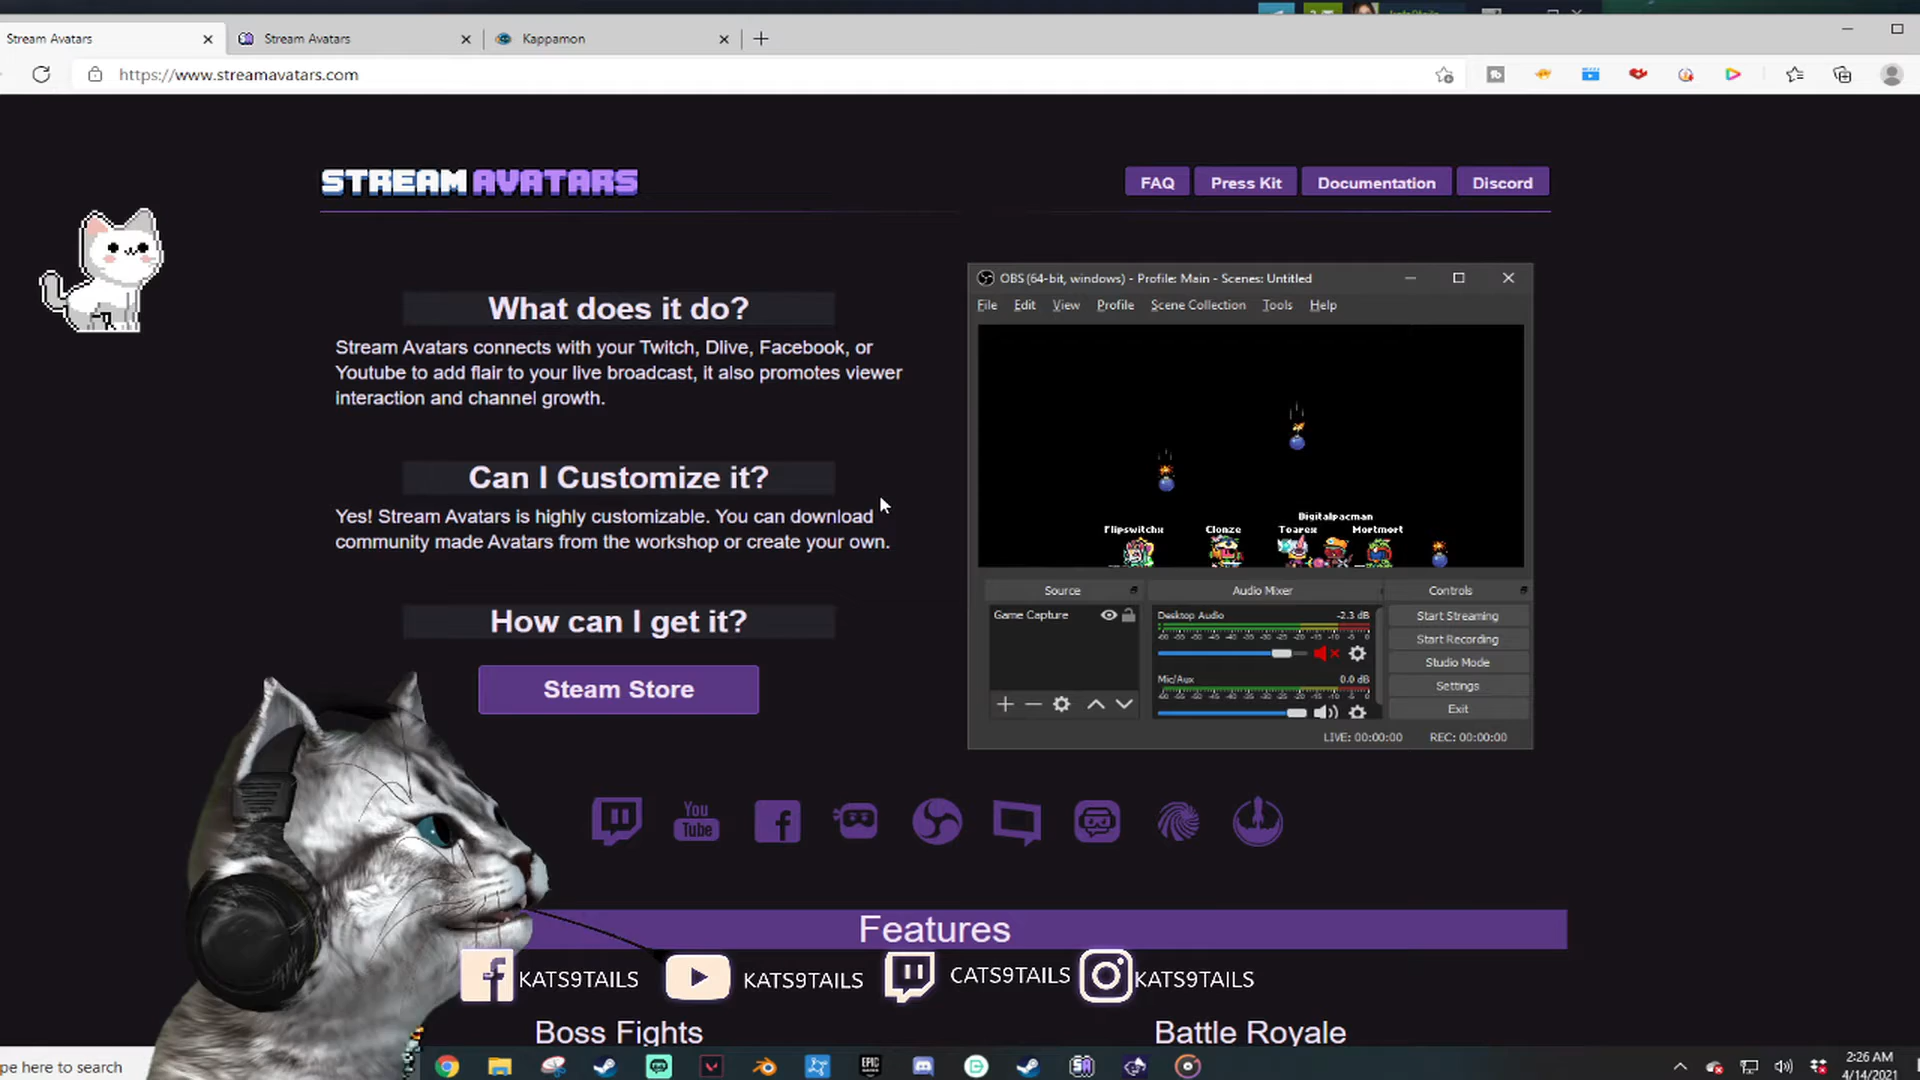 Stream Avatars
Stream Avatars
Kappamon
https://www.streamavatars.com
STREAM AVATARS
FAQ
Press Kit
Documentation
Discord
What does it do?
Stream Avatars connects with your Twitch, Dlive, Facebook, or
Youtube to add flair to your live broadcast, it also promotes viewer
interaction and channel growth.
Can I Customize it?
Yes! Stream Avatars is highly customizable. You can download
community made Avatars from the workshop or create your own.
How can I get it?
Steam Store
OBS (64-bit, windows) - Profile: Main - Scenes: Untitled
File Edit View Profile Scene Collection Tools Help
Digitalpacman
Flipswitchx Clonze Toarex Mortmort
Source
Game Capture
Audio Mixer
Desktop Audio -2.3 dB
Mic/Aux 0.0 dB
Controls
Start Streaming
Start Recording
Studio Mode
Settings
Exit
LIVE: 00:00:00 REC: 00:00:00
You
Tube
Features
KATS9TAILS
KATS9TAILS
CATS9TAILS
KATS9TAILS
Boss Fights
Battle Royale
pe here to search
EPIC
SA
2:26 AM
4/14/2021